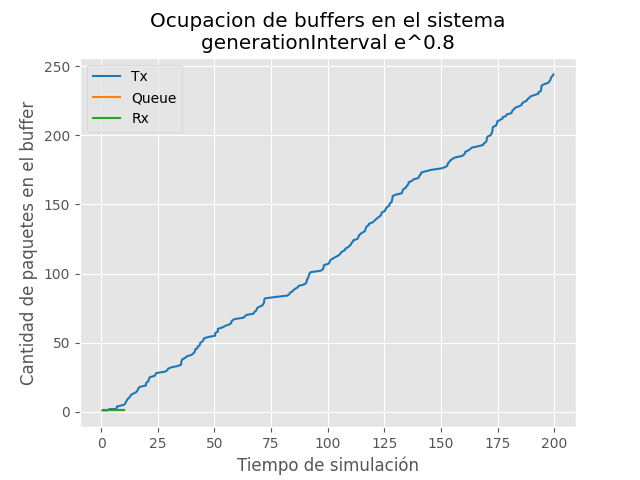 Ocupacion de buffers en el sistema
generationInterval e^0.8
Tx
Queue
Rx
Cantidad de paquetes en el buffer
250
200
150
100
50
0
0 25 50 75 100 125 150 175 200
Tiempo de simulación